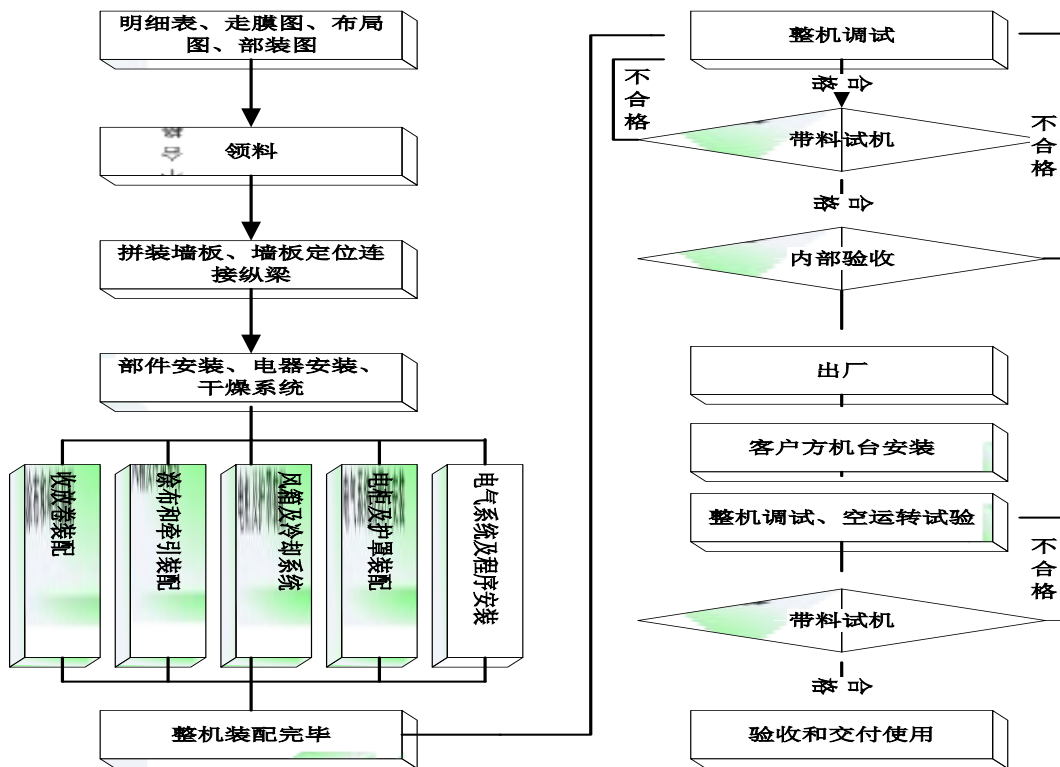 明细表、走膜图、布局
图、部装图
领料
拼装墙板、墙板定位连
接纵梁
部件安装、电器安装、
干燥系统
收放卷装配
涂布和牵引装配
风箱及冷却系统
电柜及护罩装配
电气系统及程序安装
整机装配完毕
整机调试
不合格
合格
带料试机
不合格
合格
内部验收
出厂
客户方机台安装
整机调试、空运转试验
不合格
带料试机
合格
验收和交付使用